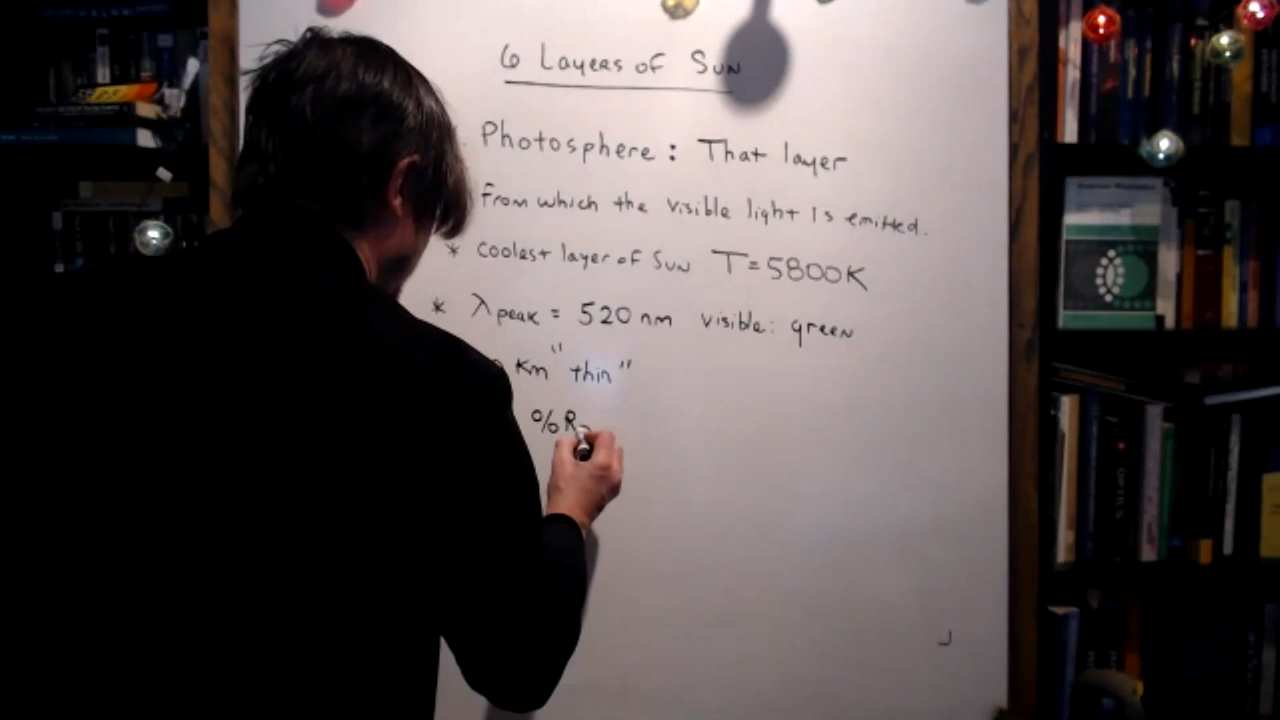 6 Layers of Sun
Photosphere : That layer
from which the visible light is emitted.
* Coolest layer of Sun T=5800K
* λpeak = 520 nm visible: green
km "thin"
% R
OPTICS